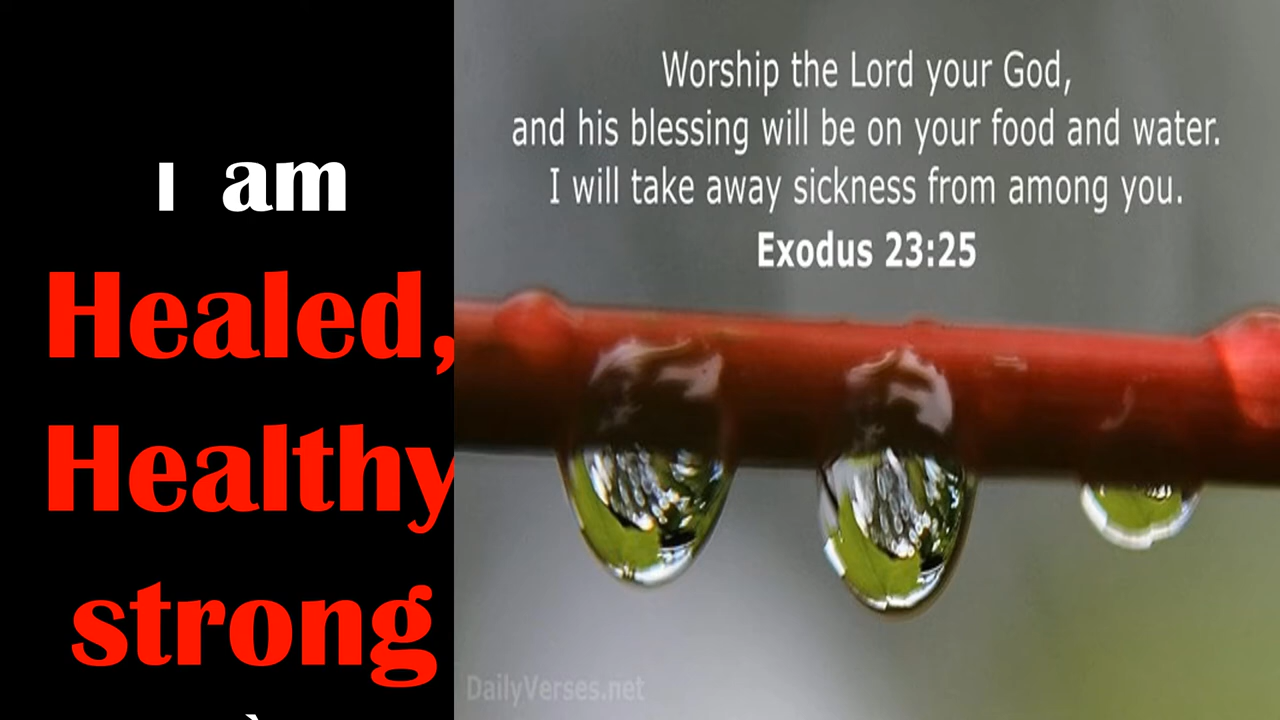 I am
Healed,
Healthy
strong
Worship the Lord your God,
and his blessing will be on your food and water.
I will take away sickness from among you.
Exodus 23:25
DailyVerses.net